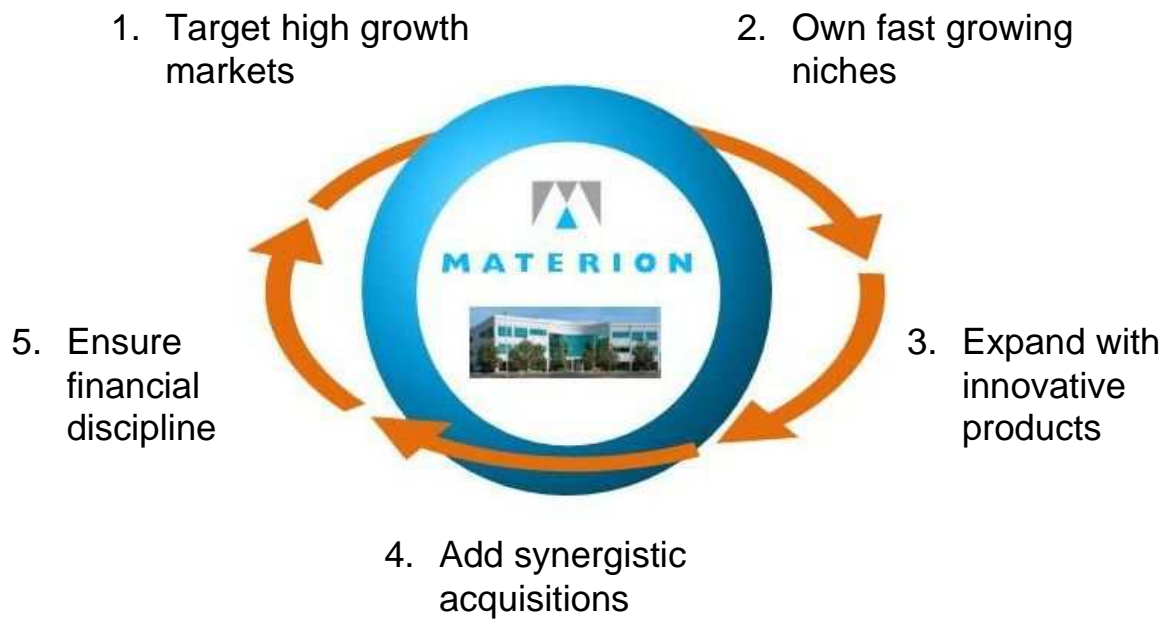 1. Target high growth
markets
2. Own fast growing
niches
MATERION
3. Expand with
innovative
products
4. Add synergistic
acquisitions
5. Ensure
financial
discipline